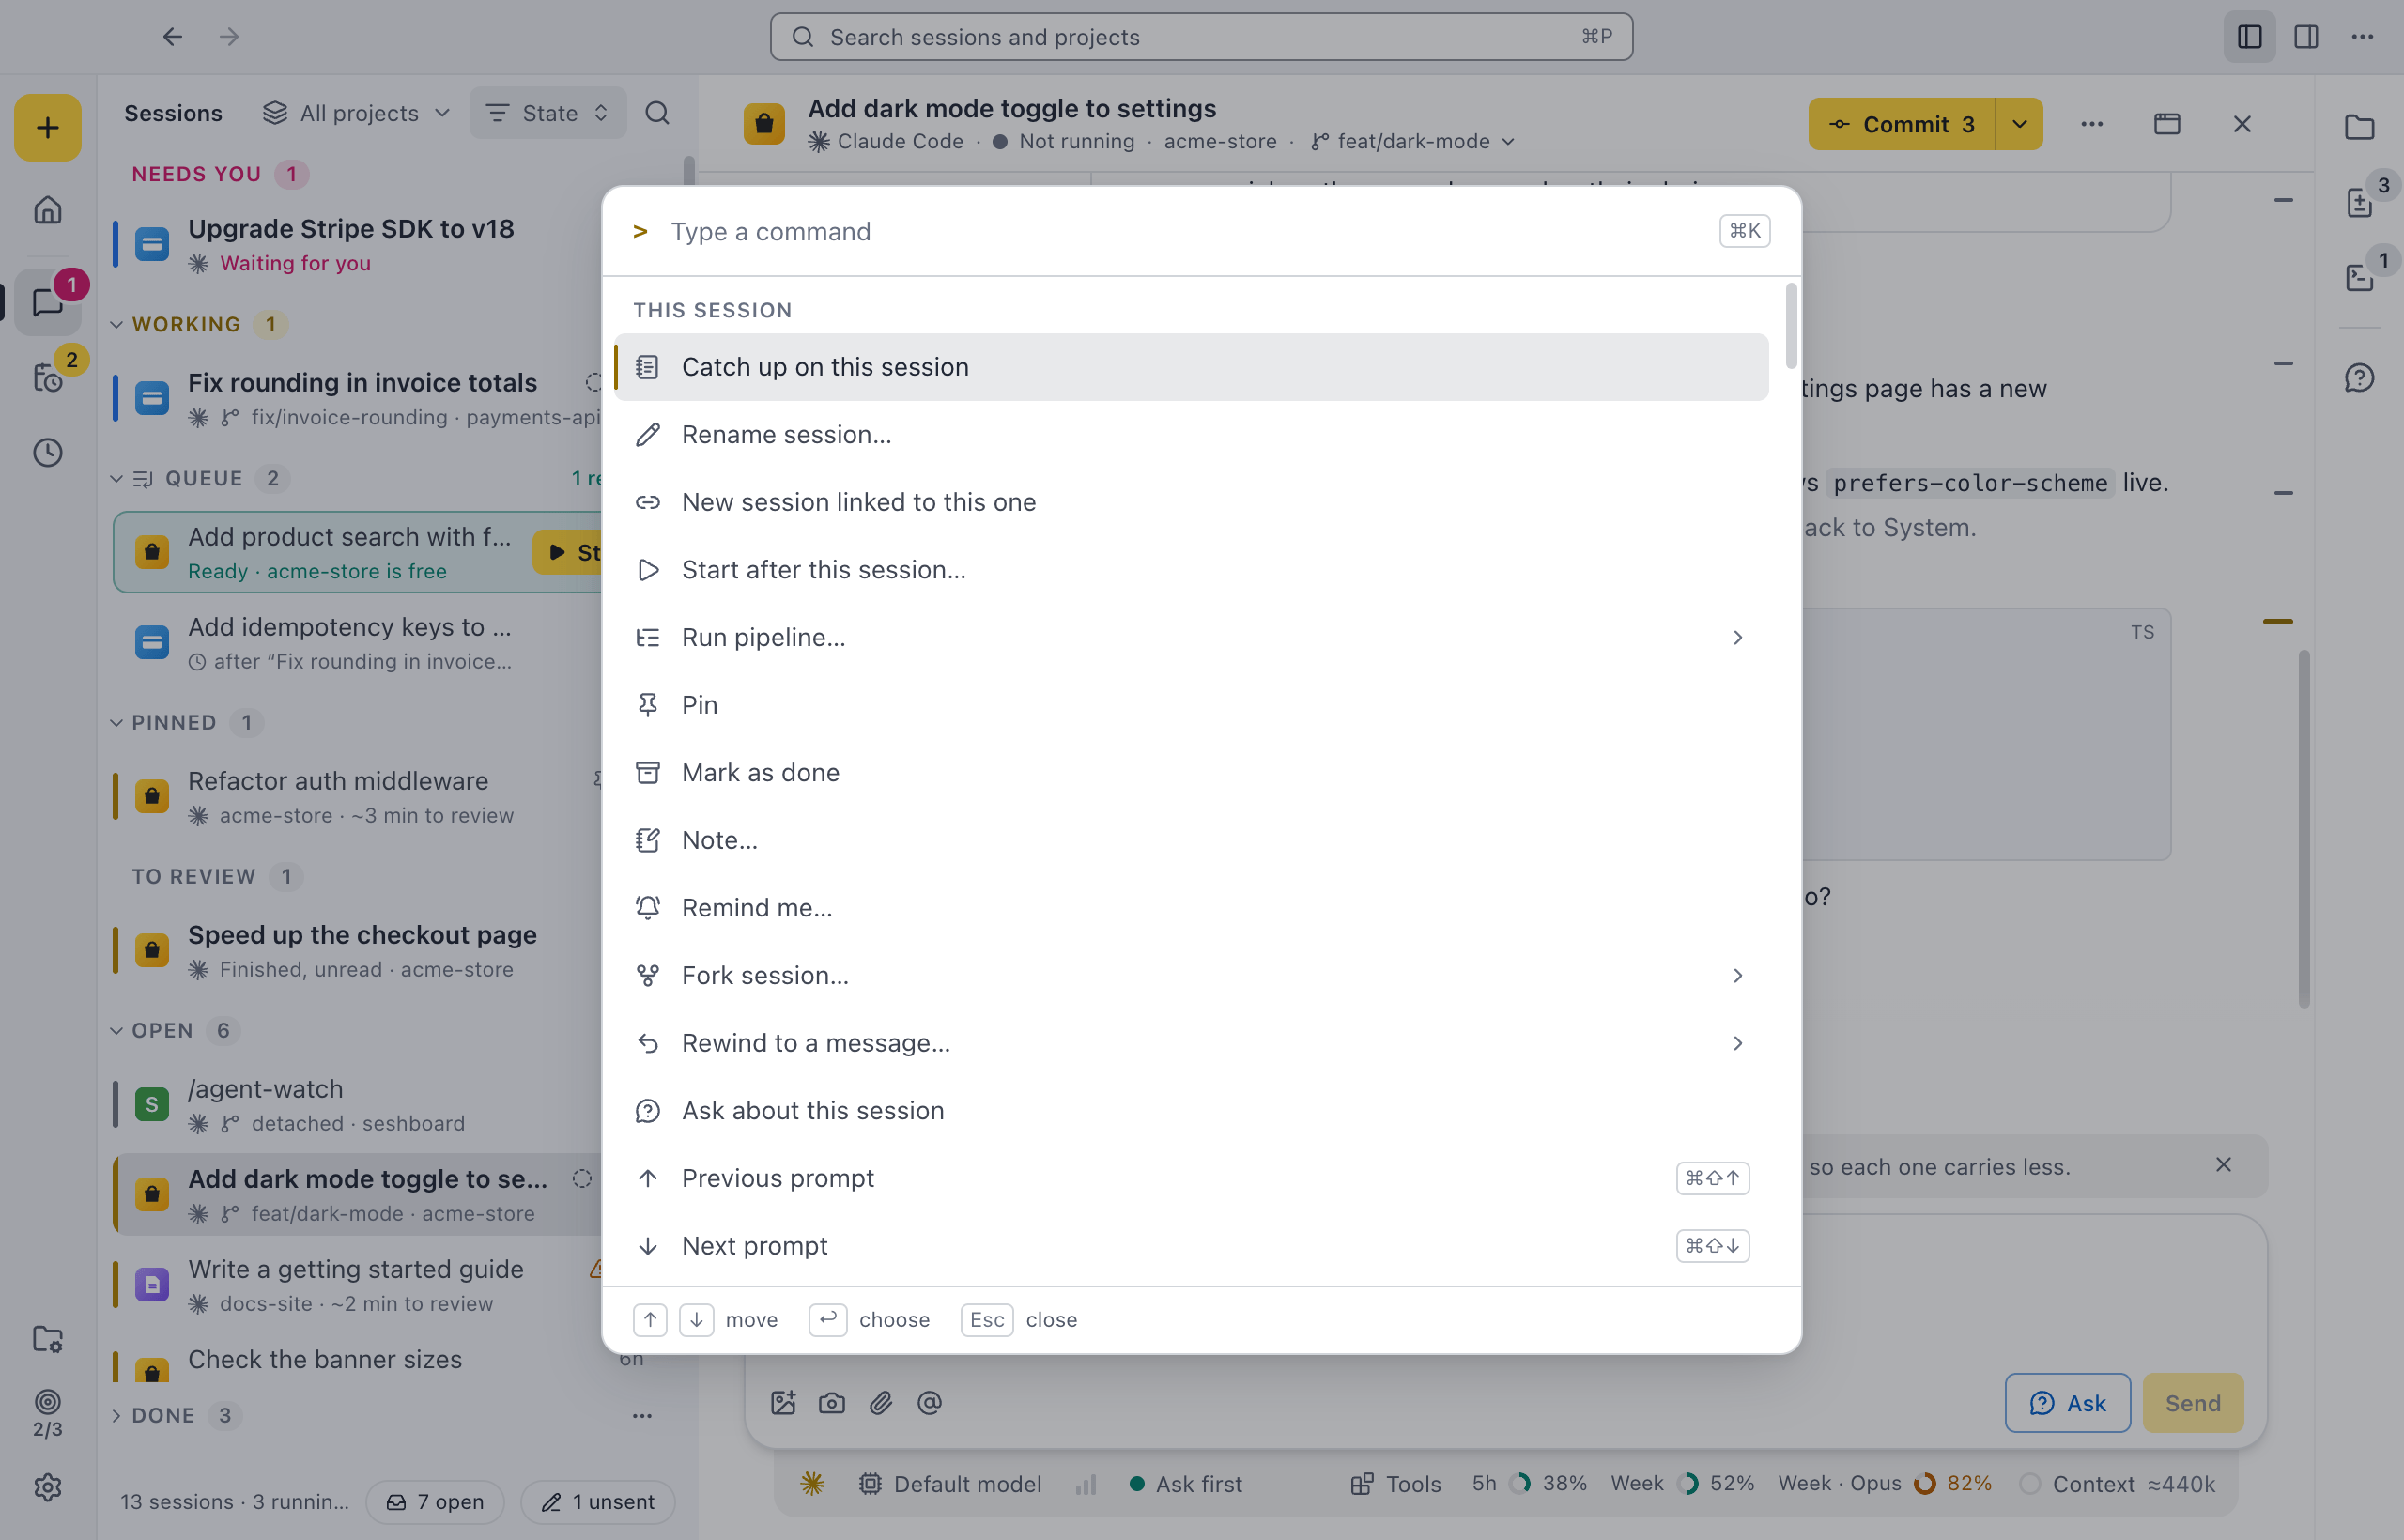 Search sessions and projects ⌘P
Sessions All projects State
NEEDS YOU 1
Upgrade Stripe SDK to v18
Waiting for you
WORKING 1
Fix rounding in invoice totals
fix/invoice-rounding · payments-api
QUEUE 2 1 re
Add product search with f...
Ready · acme-store is free
St
Add idempotency keys to ...
after “Fix rounding in invoice...
PINNED 1
Refactor auth middleware
acme-store · ~3 min to review
TO REVIEW 1
Speed up the checkout page
Finished, unread · acme-store
OPEN 6
S
/agent-watch
detached · seshboard
Add dark mode toggle to se...
feat/dark-mode · acme-store
Write a getting started guide
docs-site · ~2 min to review
Check the banner sizes
6h
DONE 3
13 sessions · 3 runnin... 7 open 1 unsent
1
2
2/3
Add dark mode toggle to settings
Claude Code · Not running · acme-store · feat/dark-mode
Commit 3
> Type a command ⌘K
THIS SESSION
Catch up on this session
Rename session...
New session linked to this one
Start after this session...
Run pipeline...
Pin
Mark as done
Note...
Remind me...
Fork session...
Rewind to a message...
Ask about this session
Previous prompt ⌘⇧↑
Next prompt ⌘⇧↓
↑ ↓ move ↩ choose Esc close
tings page has a new
s prefers-color-scheme live.
ack to System.
TS
o?
so each one carries less.
@
Ask Send
Default model Ask first Tools 5h 38% Week 52% Week · Opus 82% Context ≈440k
3
1